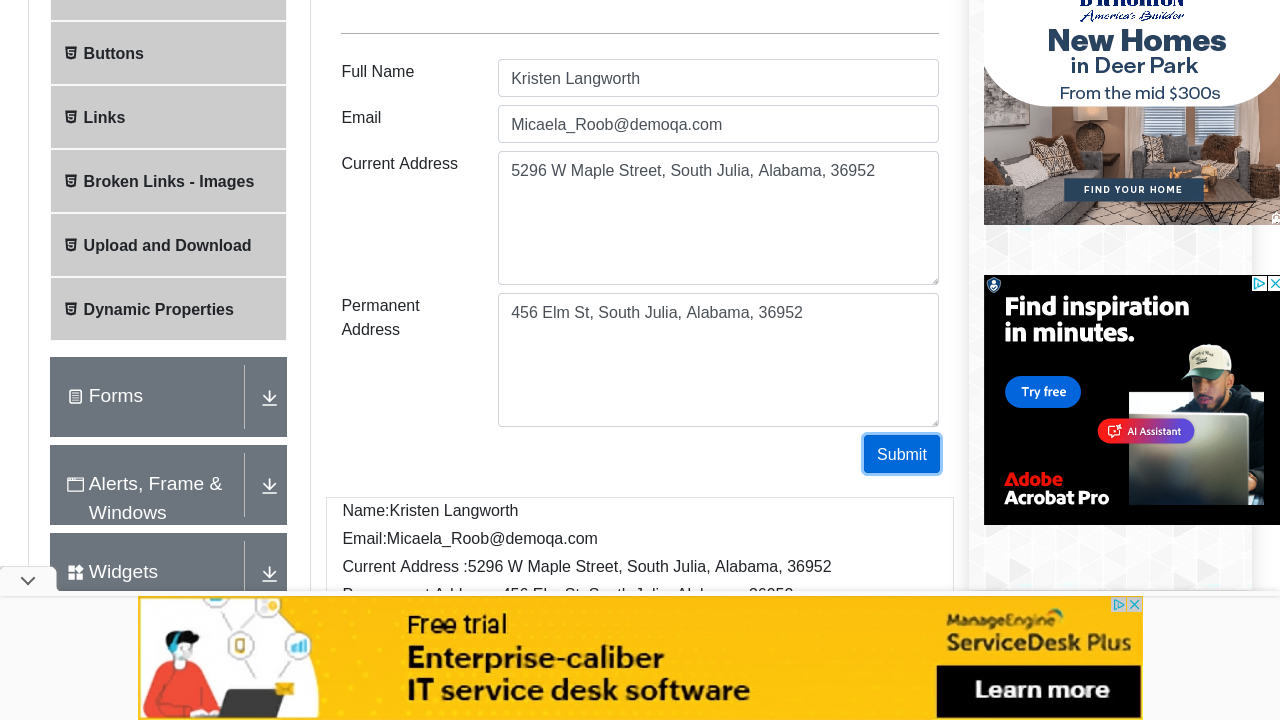 Buttons
Links
Broken Links - Images
Upload and Download
Dynamic Properties
Forms
Alerts, Frame &
Windows
Widgets
Full Name
Kristen Langworth
Email
Micaela_Roob@demoqa.com
Current Address
5296 W Maple Street, South Julia, Alabama, 36952
Permanent
Address
456 Elm St, South Julia, Alabama, 36952
Submit
Name:Kristen Langworth
Email:Micaela_Roob@demoqa.com
Current Address :5296 W Maple Street, South Julia, Alabama, 36952
America's Builder
New Homes
in Deer Park
From the mid $300s
FIND YOUR HOME
Find inspiration
in minutes.
Try free
AI Assistant
Adobe
Acrobat Pro
Free trial
Enterprise-caliber
IT service desk software
ManageEngine
ServiceDesk Plus
Learn more